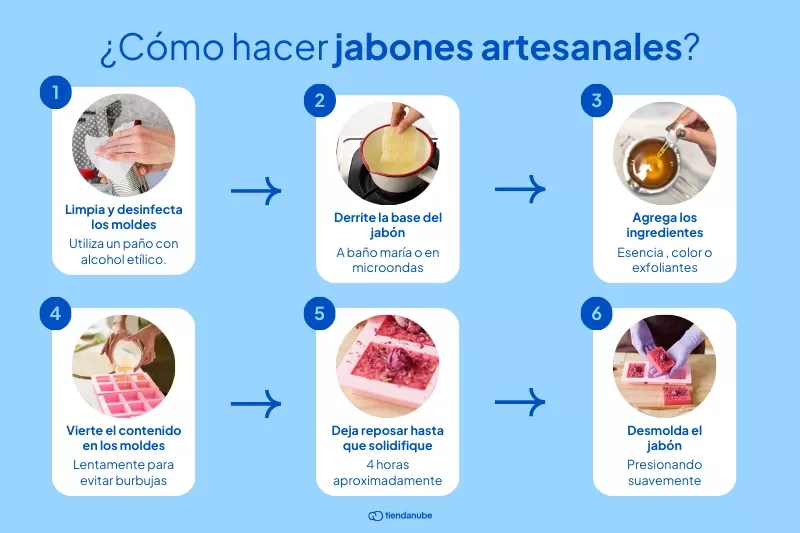 ¿Cómo hacer jabones artesanales?
1
Limpia y desinfecta
los moldes
Utiliza un paño con
alcohol etílico.
2
Derrite la base del
jabón
A baño maría o en
microondas
3
Agrega los
ingredientes
Esencia , color o
exfoliantes
4
Vierte el contenido
en los moldes
Lentamente para
evitar burbujas
5
Deja reposar hasta
que solidifique
4 horas
aproximadamente
6
Desmolda el
jabón
Presionando
suavemente
tiendanube